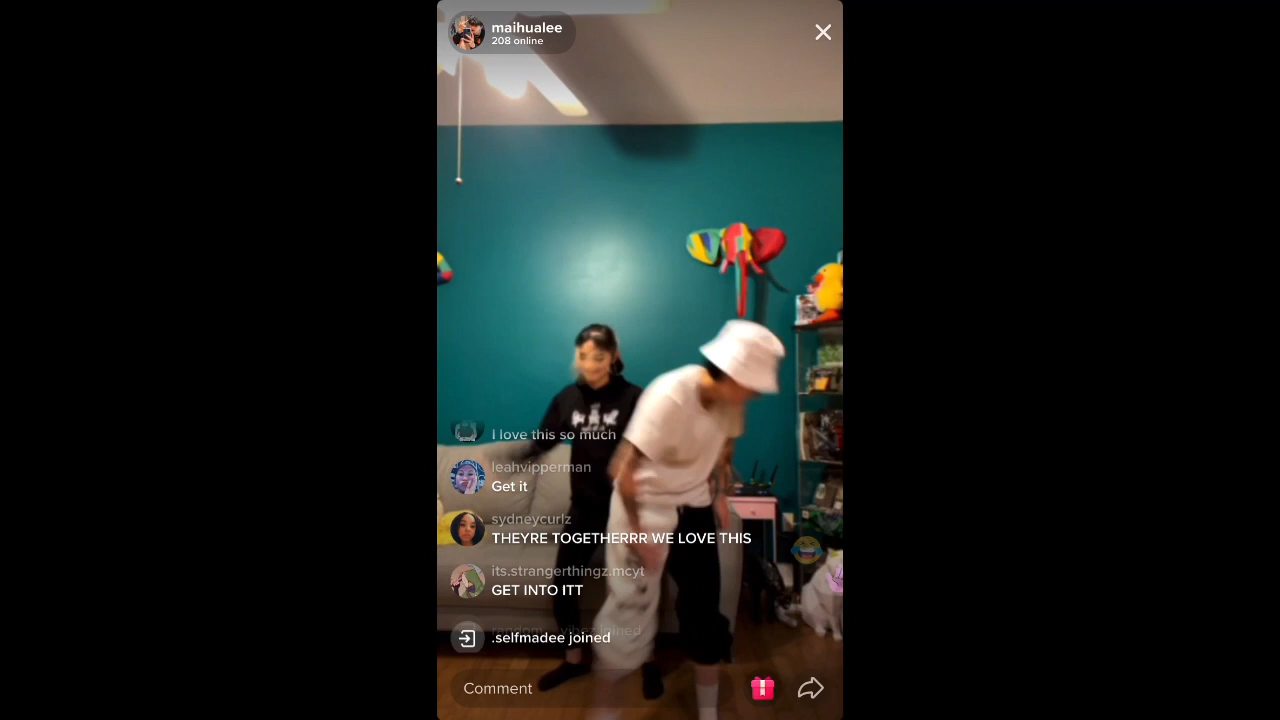 maihualee
208 online
I love this so much
leahvipperman
Get it
sydneycurlz
THEYRE TOGETHERRR WE LOVE THIS
its.strangerthingz.mcyt
GET INTO ITT
.selfmadee joined
Comment